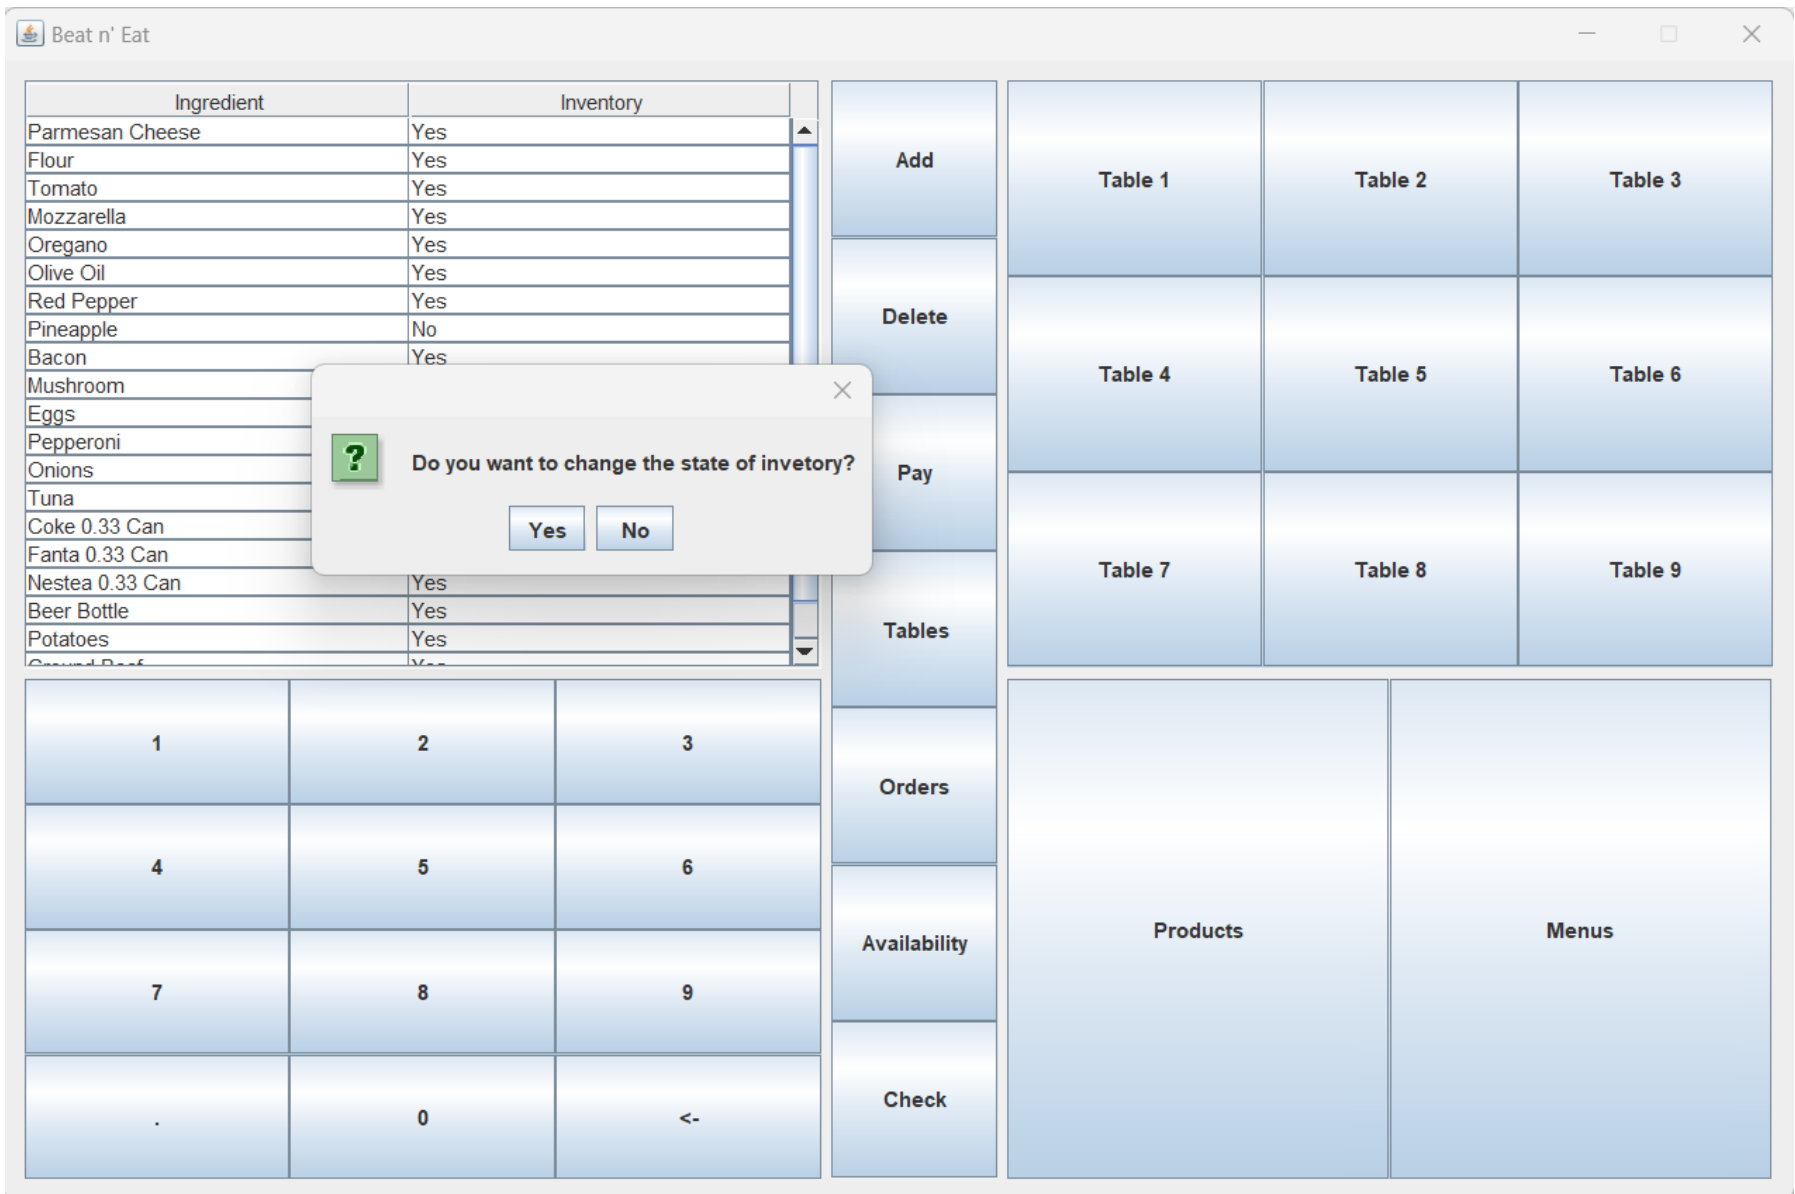 Beat n' Eat
Ingredient Inventory
Parmesan Cheese Yes
Flour Yes
Tomato Yes
Mozzarella Yes
Oregano Yes
Olive Oil Yes
Red Pepper Yes
Pineapple No
Bacon Yes
Mushroom
Eggs
Pepperoni
Onions
Tuna
Coke 0.33 Can
Fanta 0.33 Can
Nestea 0.33 Can Yes
Beer Bottle Yes
Potatoes Yes
Ground Beef Yes
Do you want to change the state of invetory?
Yes No
Add
Delete
Pay
Tables
Orders
Availability
Check
Table 1 Table 2 Table 3
Table 4 Table 5 Table 6
Table 7 Table 8 Table 9
1 2 3
4 5 6
7 8 9
. 0 <-
Products Menus